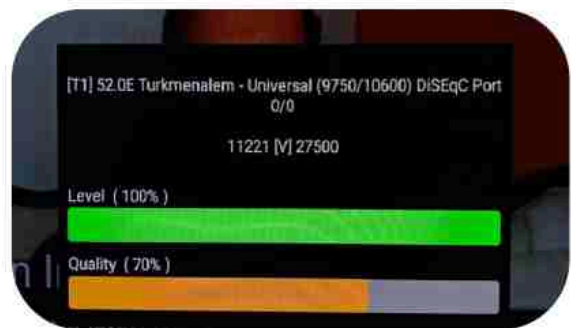 [T1] 52.0E Turkmenalem - Universal (9750/10600) DiSEqC Port
0/0
11221 [V] 27500
Level ( 100% )
Quality ( 70% )